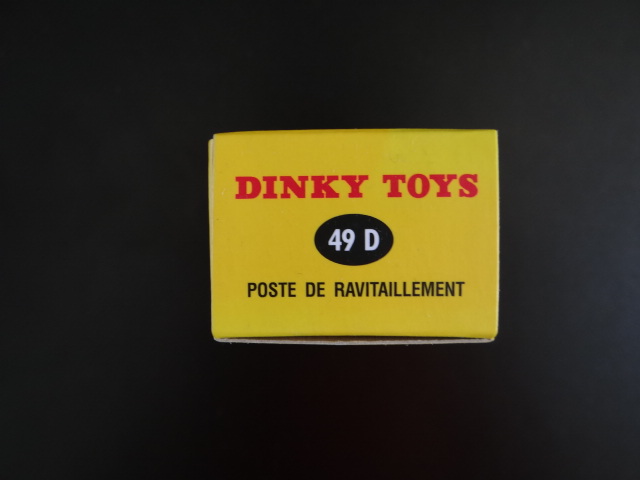 DINKY TOYS
49 D
POSTE DE RAVITAILLEMENT